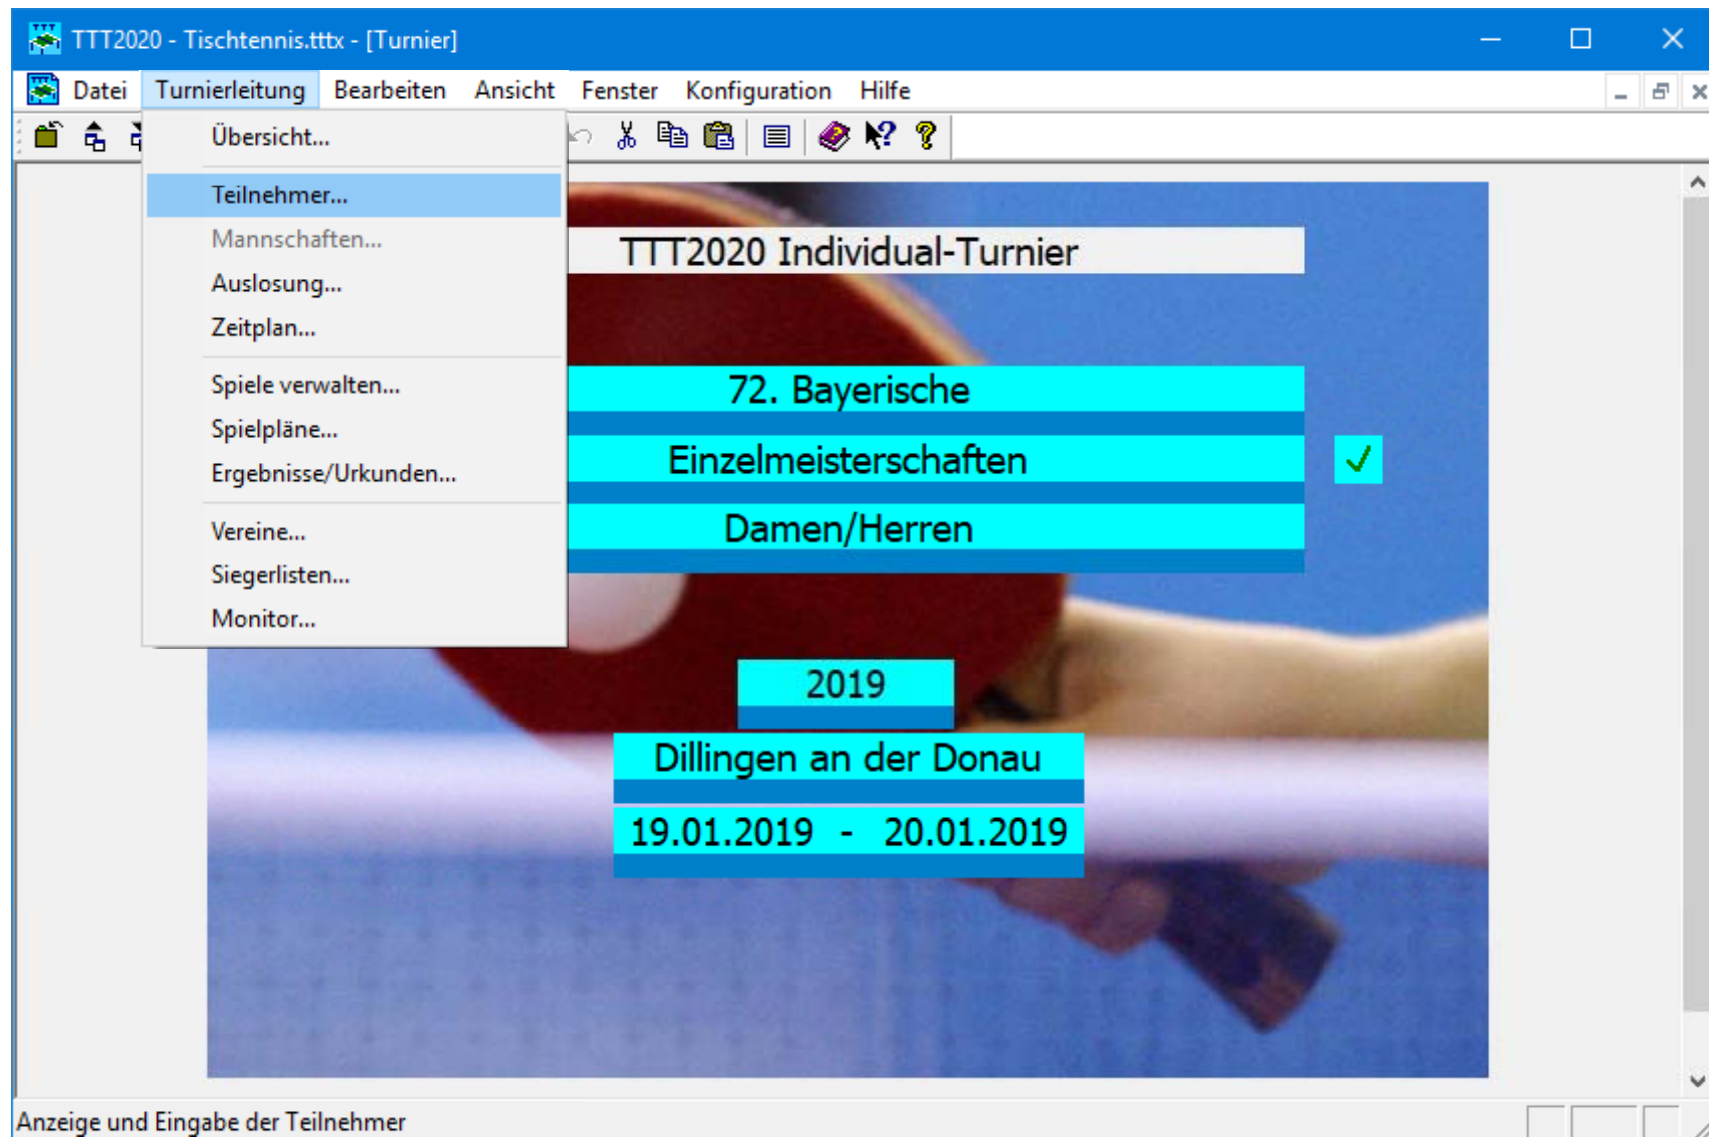 TTT2020 - Tischtennis.tttx - [Turnier]
Datei Turnierleitung Bearbeiten Ansicht Fenster Konfiguration Hilfe
Übersicht...
Teilnehmer...
Mannschaften...
Auslosung...
Zeitplan...
Spiele verwalten...
Spielpläne...
Ergebnisse/Urkunden...
Vereine...
Siegerlisten...
Monitor...
TTT2020 Individual-Turnier
72. Bayerische
Einzelmeisterschaften
Damen/Herren
2019
Dillingen an der Donau
19.01.2019 - 20.01.2019
Anzeige und Eingabe der Teilnehmer